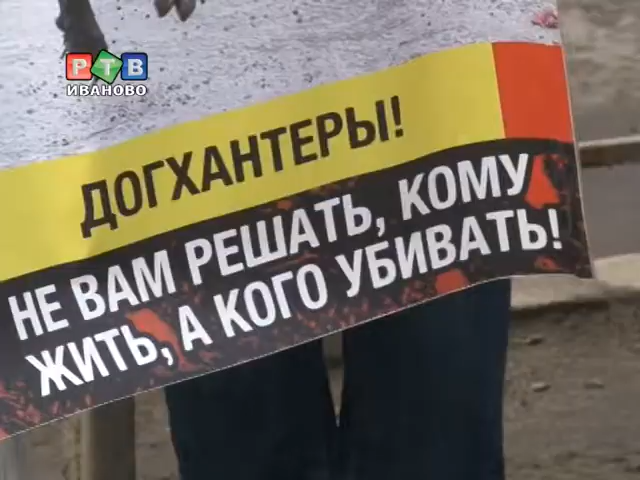 РТВ
ИВАНОВО
ДОГХАНТЕРЫ!
НЕ ВАМ РЕШАТЬ, КОМУ
ЖИТЬ, А КОГО УБИВАТЬ!